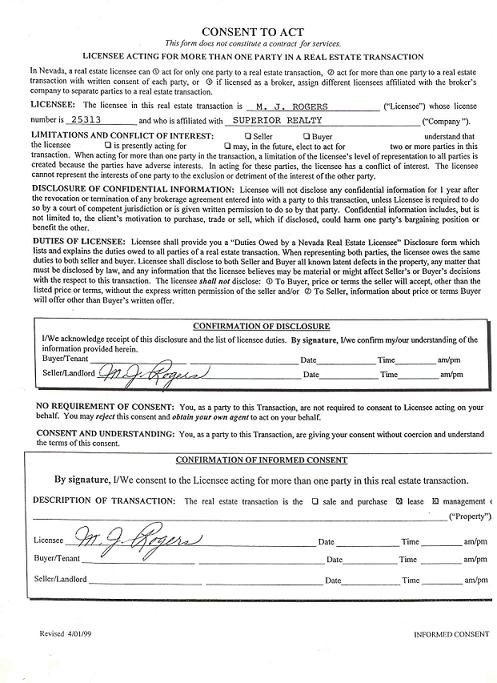 CONSENT TO ACT
This form does not constitute a contract for services.
LICENSEE ACTING FOR MORE THAN ONE PARTY IN A REAL ESTATE TRANSACTION
In Nevada, a real estate licensee can ① act for only one party to a real estate transaction, ② act for more than one party to a real estate
transaction with written consent of each party, or ③ if licensed as a broker, assign different licensees affiliated with the broker's
company to separate parties to a real estate transaction.
LICENSEE: The licensee in this real estate transaction is M. J. ROGERS ("Licensee") whose license
number is 25313 and who is affiliated with SUPERIOR REALTY ("Company").
LIMITATIONS AND CONFLICT OF INTEREST: ☐ Seller ☐ Buyer understand that
the licensee ☐ is presently acting for ☐ may, in the future, elect to act for two or more parties in this
transaction. When acting for more than one party in the transaction, a limitation of the licensee's level of representation to all parties is
created because the parties have adverse interests. In acting for these parties, the licensee has a conflict of interest. The licensee
cannot represent the interests of one party to the exclusion or detriment of the interest of the other party.
DISCLOSURE OF CONFIDENTIAL INFORMATION: Licensee will not disclose any confidential information for 1 year after
the revocation or termination of any brokerage agreement entered into with a party to this transaction, unless Licensee is required to do
so by a court of competent jurisdiction or is given written permission to do so by that party. Confidential information includes, but is
not limited to, the client's motivation to purchase, trade or sell, which if disclosed, could harm one party's bargaining position or
benefit the other.
DUTIES OF LICENSEE: Licensee shall provide you a "Duties Owed by a Nevada Real Estate Licensee" Disclosure form which
lists and explains the duties owed to all parties of a real estate transaction. When representing both parties, the licensee owes the same
duties to both seller and buyer. Licensee shall disclose to both Seller and Buyer all known latent defects in the property, any matter that
must be disclosed by law, and any information that the licensee believes may be material or might affect Seller's or Buyer's decisions
with the respect to this transaction. The licensee shall not disclose: ① To Buyer, price or terms the seller will accept, other than the
listed price or terms, without the express written permission of the seller and/or ② To Seller, information about price or terms Buyer
will offer other than Buyer's written offer.
CONFIRMATION OF DISCLOSURE
I/We acknowledge receipt of this disclosure and the list of licensee duties. By signature, I/We confirm my/our understanding of the
information provided herein.
Buyer/Tenant Date Time am/pm
Seller/Landlord M. J. Rogers Date Time am/pm
NO REQUIREMENT OF CONSENT: You, as a party to this Transaction, are not required to consent to Licensee acting on your
behalf. You may reject this consent and obtain your own agent to act on your behalf.
CONSENT AND UNDERSTANDING: You, as a party to this Transaction, are giving your consent without coercion and understand
the terms of this consent.
CONFIRMATION OF INFORMED CONSENT
By signature, I/We consent to the Licensee acting for more than one party in this real estate transaction.
DESCRIPTION OF TRANSACTION: The real estate transaction is the ☐ sale and purchase ☒ lease ☒ management
("Property")
Licensee M. J. Rogers Date Time am/pm
Buyer/Tenant Date Time am/pm
Seller/Landlord Date Time am/pm
Revised 4/01/99 INFORMED CONSENT